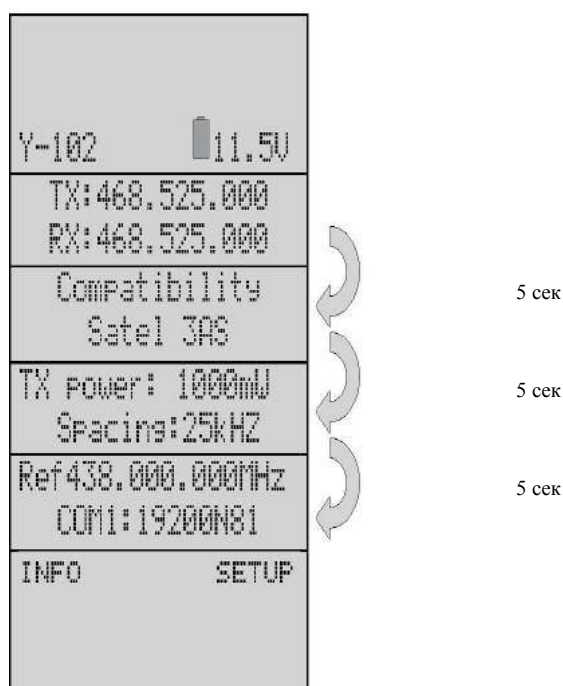 Y-102 11.5V
TX:468.525.000
RX:468.525.000
Compatibility
Satel 3AS
5 сек
TX power: 1000mW
Spacing:25kHZ
5 сек
Ref438.000.000MHz
COM1:19200N81
5 сек
INFO SETUP